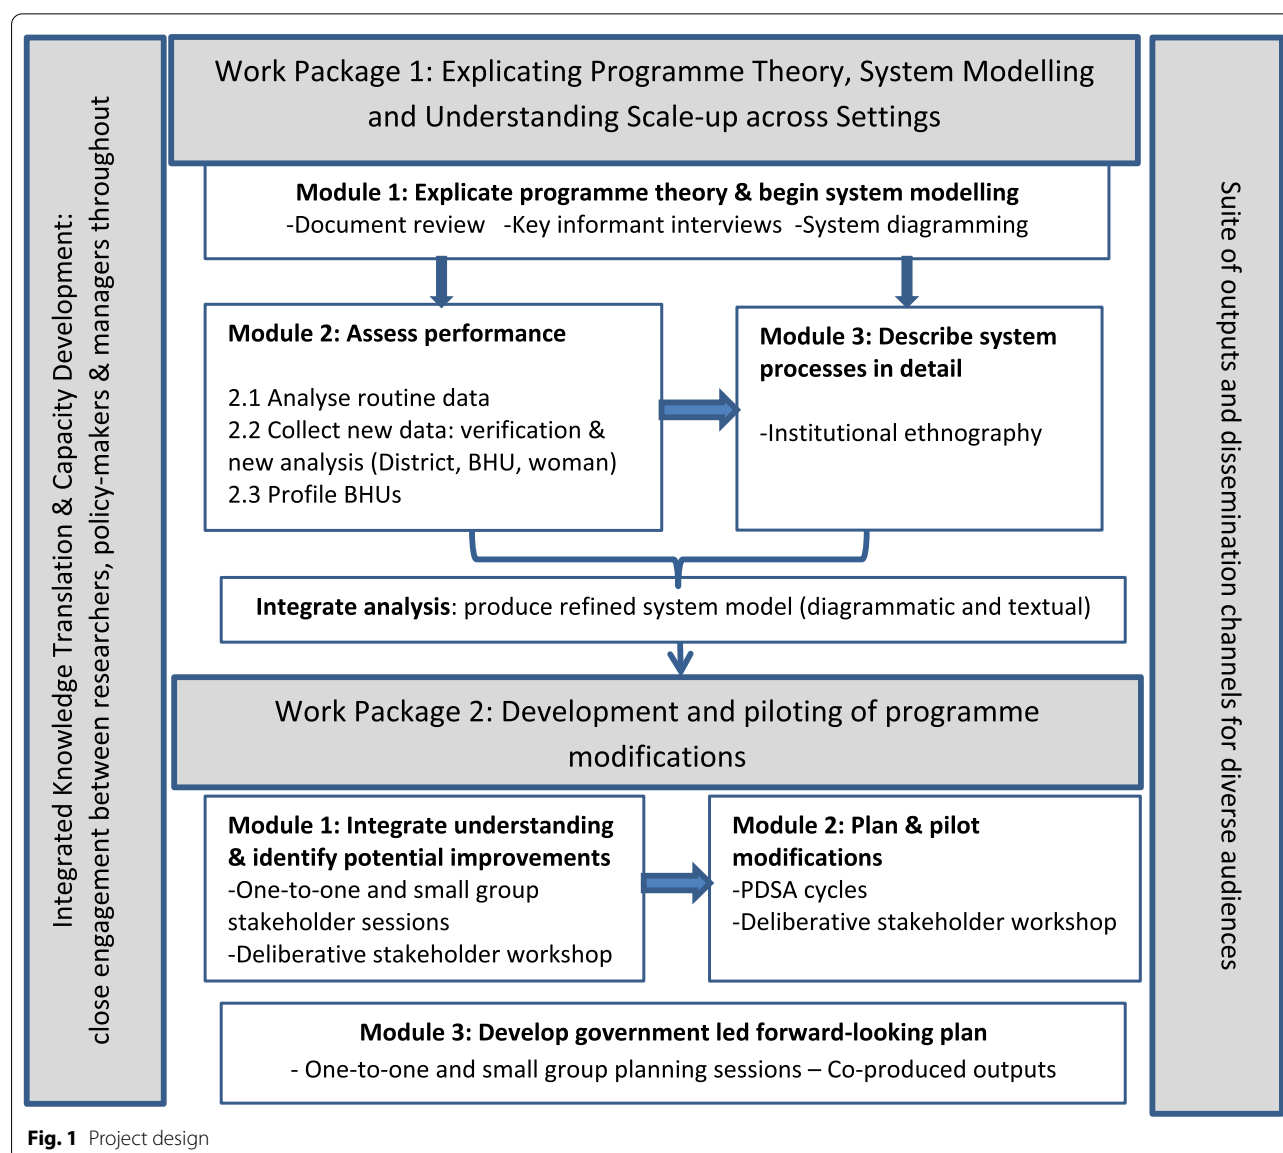 Integrated Knowledge Translation & Capacity Development:
close engagement between researchers, policy-makers & managers throughout
Work Package 1: Explicating Programme Theory, System Modelling
and Understanding Scale-up across Settings
Module 1: Explicate programme theory & begin system modelling
-Document review -Key informant interviews -System diagramming
Module 2: Assess performance
2.1 Analyse routine data
2.2 Collect new data: verification &
new analysis (District, BHU, woman)
2.3 Profile BHUs
Module 3: Describe system
processes in detail
-Institutional ethnography
Integrate analysis: produce refined system model (diagrammatic and textual)
Work Package 2: Development and piloting of programme
modifications
Module 1: Integrate understanding
& identify potential improvements
-One-to-one and small group
stakeholder sessions
-Deliberative stakeholder workshop
Module 2: Plan & pilot
modifications
-PDSA cycles
-Deliberative stakeholder workshop
Module 3: Develop government led forward-looking plan
- One-to-one and small group planning sessions – Co-produced outputs
Suite of outputs and dissemination channels for diverse audiences
Fig. 1 Project design